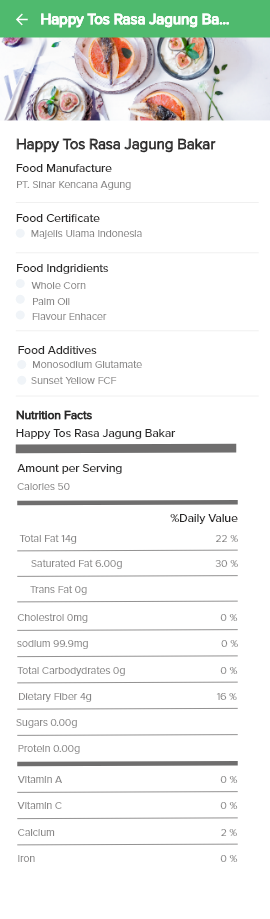 Happy Tos Rasa Jagung Ba...
Happy Tos Rasa Jagung Bakar
Food Manufacture
PT. Sinar Kencana Agung
Food Certificate
Majelis Ulama Indonesia
Food Indgridients
Whole Corn
Palm Oil
Flavour Enhacer
Food Additives
Monosodium Glutamate
Sunset Yellow FCF
Nutrition Facts
Happy Tos Rasa Jagung Bakar
Amount per Serving
Calories 50
%Daily Value
Total Fat 14g 22 %
Saturated Fat 6.00g 30 %
Trans Fat 0g
Cholestrol 0mg 0 %
sodium 99.9mg 0 %
Total Carbodydrates 0g 0 %
Dietary Fiber 4g 16 %
Sugars 0.00g
Protein 0.00g
Vitamin A 0 %
Vitamin C 0 %
Calcium 2 %
Iron 0 %